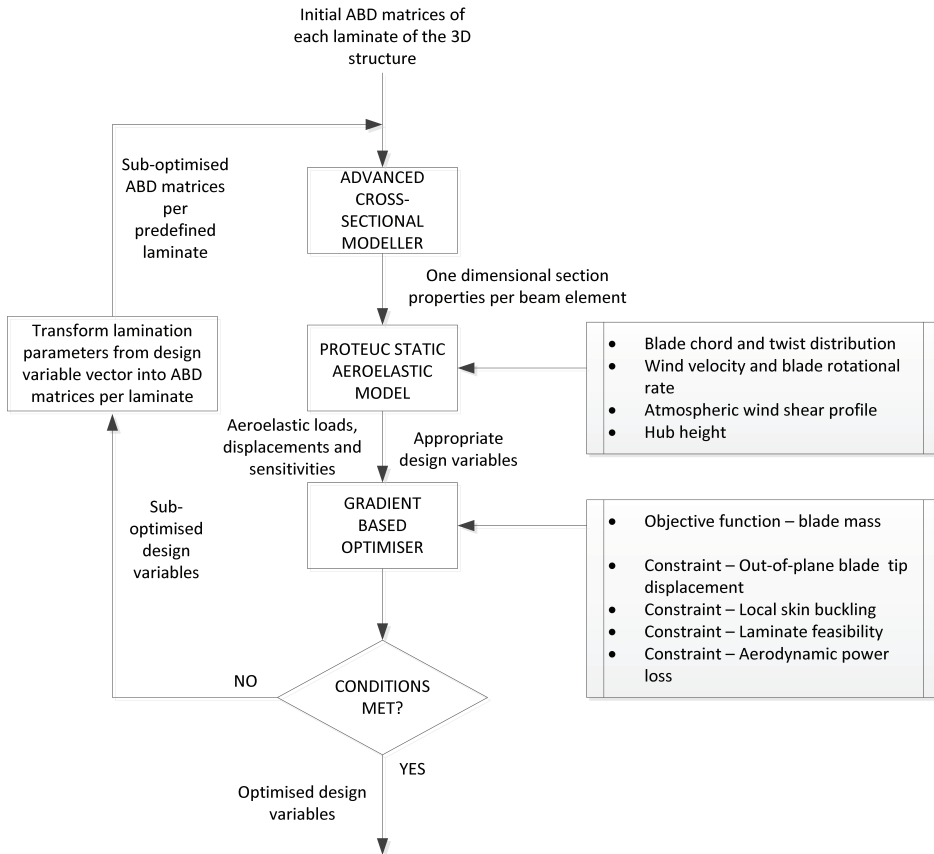 Initial ABD matrices of
each laminate of the 3D
structure
Sub-optimised
ABD matrices
per
predefined
laminate
ADVANCED
CROSS-
SECTIONAL
MODELLER
One dimensional section
properties per beam element
Transform lamination
parameters from design
variable vector into ABD
matrices per laminate
PROTEUC STATIC
AEROELASTIC
MODEL
• Blade chord and twist distribution
• Wind velocity and blade rotational
rate
• Atmospheric wind shear profile
• Hub height
Aeroelastic loads,
displacements and
sensitivities
Appropriate
design variables
Sub-
optimised
design
variables
GRADIENT
BASED
OPTIMISER
• Objective function – blade mass
• Constraint – Out-of-plane blade tip
displacement
• Constraint – Local skin buckling
• Constraint – Laminate feasibility
• Constraint – Aerodynamic power
loss
NO
CONDITIONS
MET?
YES
Optimised design
variables